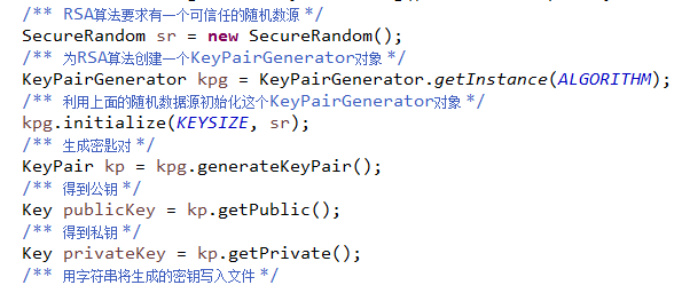 /** RSA算法要求有一个可信任的随机数源 */
SecureRandom sr = new SecureRandom();
/** 为RSA算法创建一个KeyPairGenerator对象 */
KeyPairGenerator kpg = KeyPairGenerator.getInstance(ALGORITHM);
/** 利用上面的随机数据源初始化这个KeyPairGenerator对象 */
kpg.initialize(KEYSIZE, sr);
/** 生成密匙对 */
KeyPair kp = kpg.generateKeyPair();
/** 得到公钥 */
Key publicKey = kp.getPublic();
/** 得到私钥 */
Key privateKey = kp.getPrivate();
/** 用字符串将生成的密钥写入文件 */